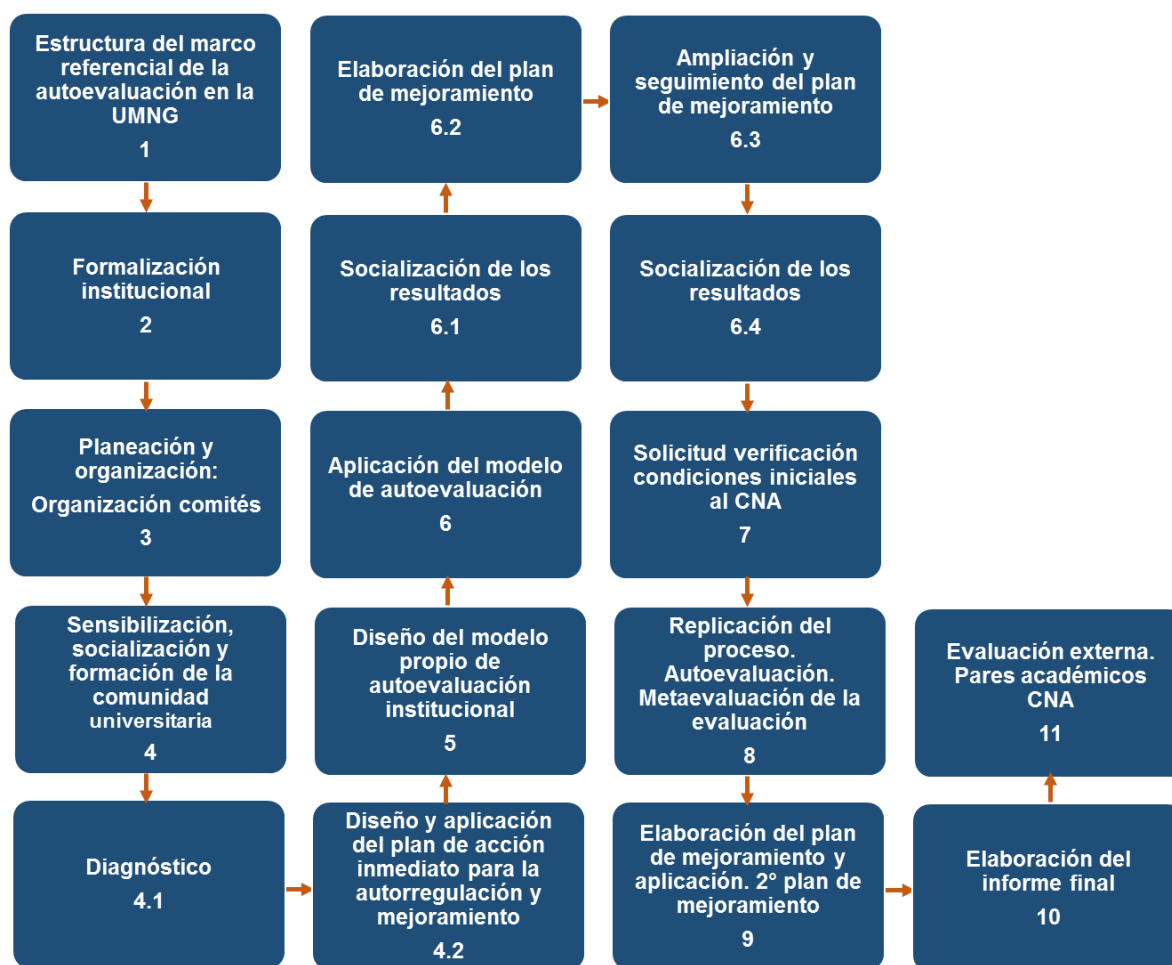 Estructura del marco
referencial de la
autoevaluación en la
UMNG
1
Formalización
institucional
2
Planeación y
organización:
Organización comités
3
Sensibilización,
socialización y
formación de la
comunidad
universitaria
4
Diagnóstico
4.1
Diseño y aplicación
del plan de acción
inmediato para la
autorregulación y
mejoramiento
4.2
Diseño del modelo
propio de
autoevaluación
institucional
5
Aplicación del modelo
de autoevaluación
6
Socialización de los
resultados
6.1
Elaboración del plan
de mejoramiento
6.2
Ampliación y
seguimiento del plan
de mejoramiento
6.3
Socialización de los
resultados
6.4
Solicitud verificación
condiciones iniciales
al CNA
7
Replicación del
proceso.
Autoevaluación.
Metaevaluación de la
evaluación
8
Elaboración del plan
de mejoramiento y
aplicación. 2° plan de
mejoramiento
9
Elaboración del
informe final
10
Evaluación externa.
Pares académicos
CNA
11